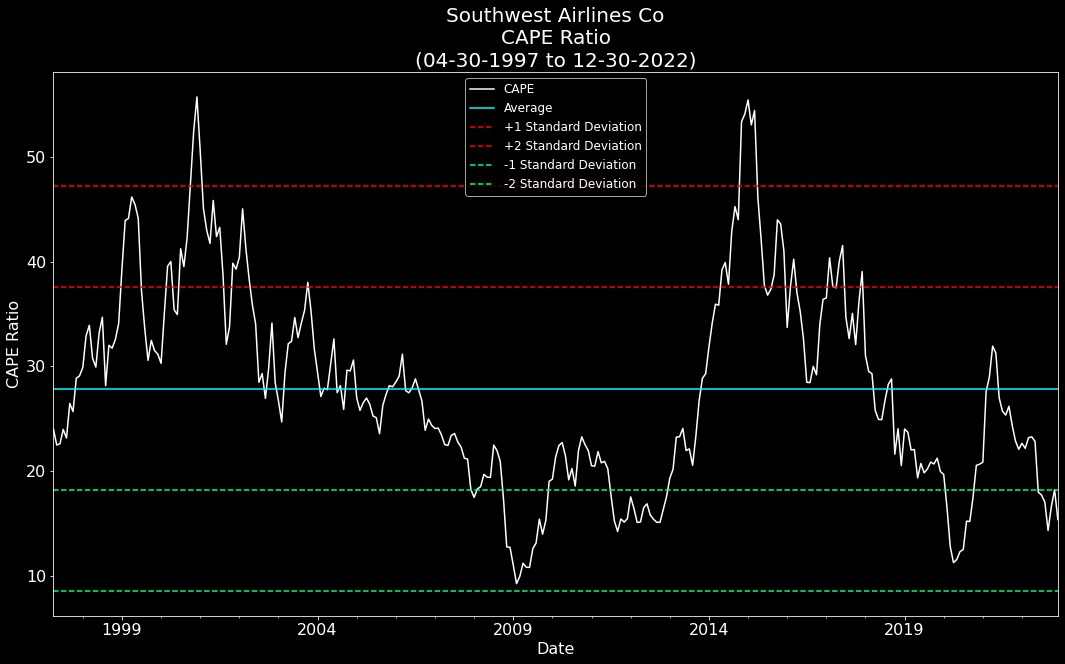 Southwest Airlines Co
CAPE Ratio
(04-30-1997 to 12-30-2022)
CAPE
Average
+1 Standard Deviation
+2 Standard Deviation
-1 Standard Deviation
-2 Standard Deviation
CAPE Ratio
50
40
30
20
10
1999 2004 2009 2014 2019
Date